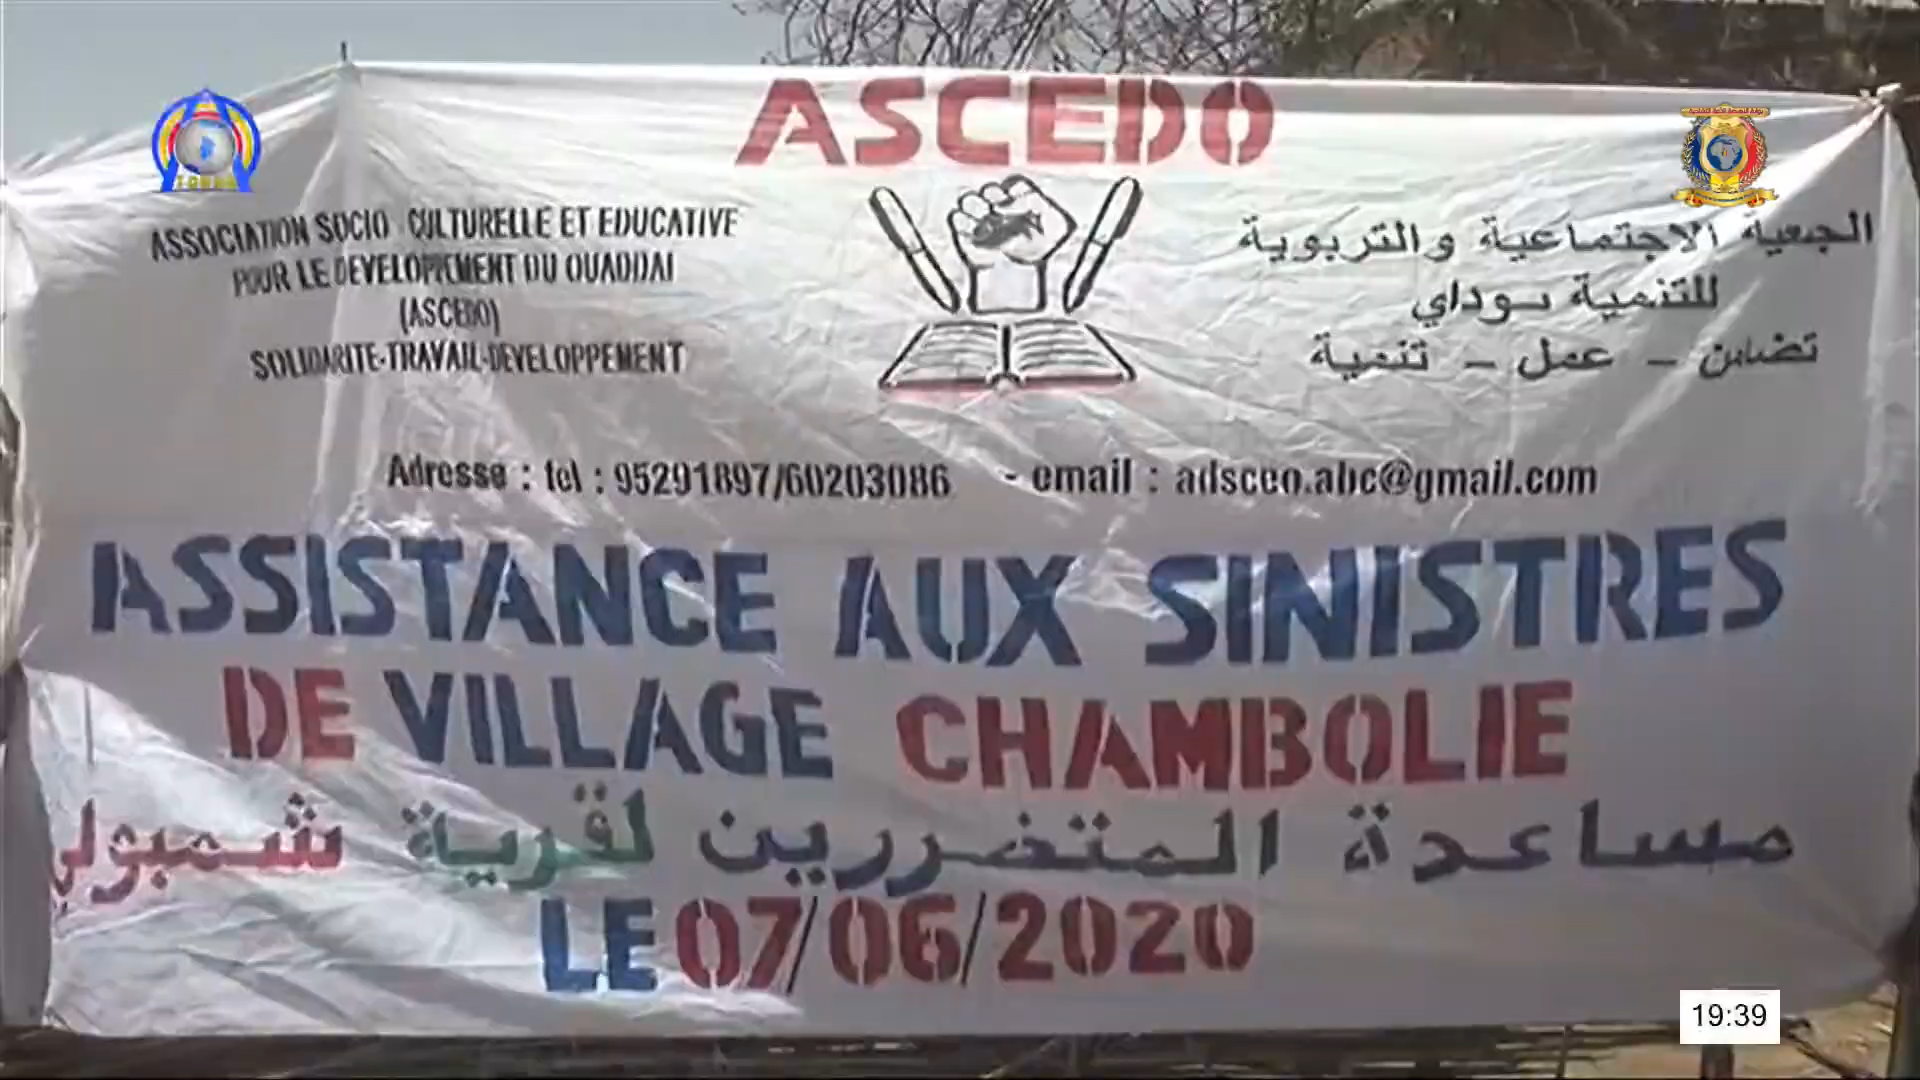 ASCEDO
ASSOCIATION SOCIO CULTURELLE ET EDUCATIVE
POUR LE DEVELOPPEMENT DU OUADDAI
(ASCEDO)
SOLIDARITE-TRAVAIL-DEVELOPPEMENT
الجمعية الاجتماعية والتربوية
للتنمية بوداي
تضامن - عمل - تنمية
Adresse : tel : 95291897/60203086 - email : adsceo.abc@gmail.com
ASSISTANCE AUX SINISTRES
DE VILLAGE CHAMBOLIE
مساعدة المتضررين لقرية شمبولي
LE 07/06/2020
19:39